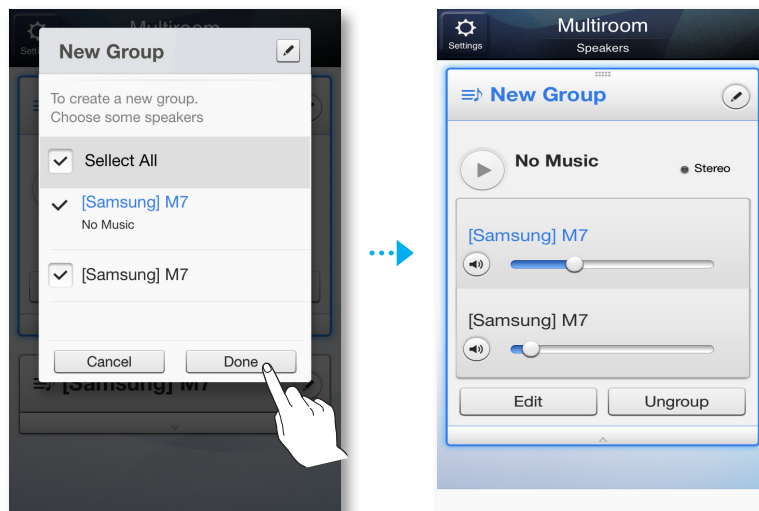 Multiroom
Settings
New Group
To create a new group.
Choose some speakers
Sellect All
[Samsung] M7
No Music
[Samsung] M7
Cancel
Done
[Samsung] M7
Multiroom
Settings
Speakers
New Group
No Music
Stereo
[Samsung] M7
[Samsung] M7
Edit
Ungroup